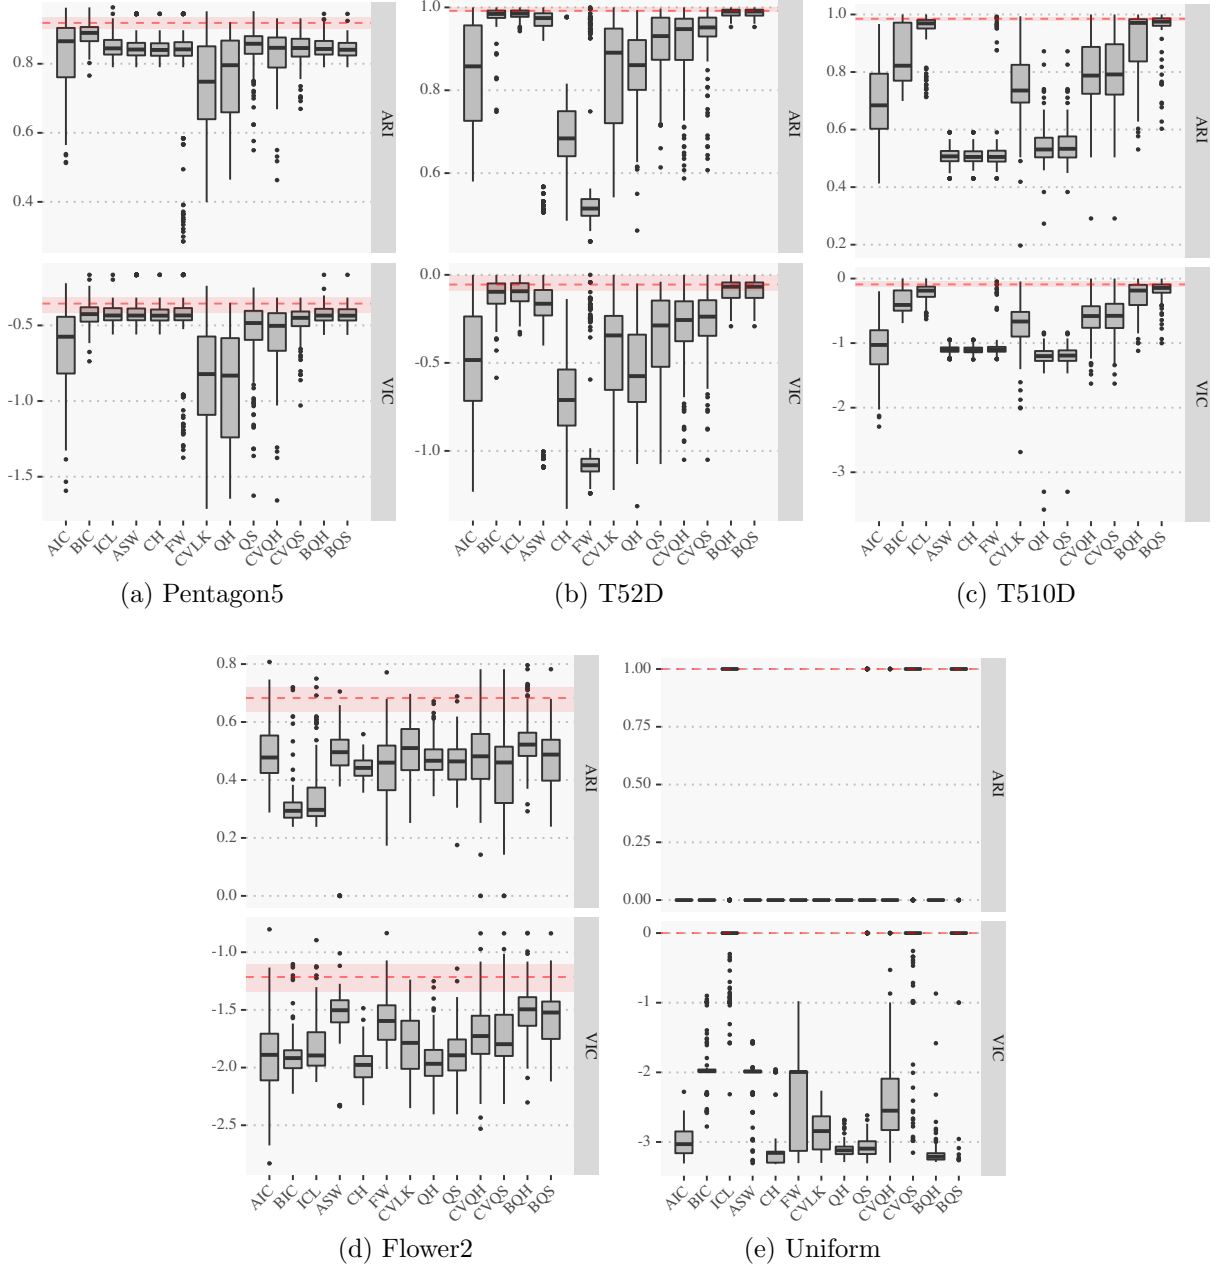 0.8
0.6
0.4
ARI
-0.5
-1.0
-1.5
VIC
AIC BIC ICL ASW CH FW CVLK QH QS CVQH CVQS BQH BQS
(a) Pentagon5
1.0
0.8
0.6
ARI
0.0
-0.5
-1.0
VIC
AIC BIC ICL ASW CH FW CVLK QH QS CVQH CVQS BQH BQS
(b) T52D
1.0
0.8
0.6
0.4
0.2
ARI
0
-1
-2
-3
VIC
AIC BIC ICL ASW CH FW CVLK QH QS CVQH CVQS BQH BQS
(c) T510D
0.8
0.6
0.4
0.2
0.0
ARI
-1.0
-1.5
-2.0
-2.5
VIC
AIC BIC ICL ASW CH FW CVLK QH QS CVQH CVQS BQH BQS
(d) Flower2
1.00
0.75
0.50
0.25
0.00
ARI
0
-1
-2
-3
VIC
AIC BIC ICL ASW CH FW CVLK QH QS CVQH CVQS BQH BQS
(e) Uniform